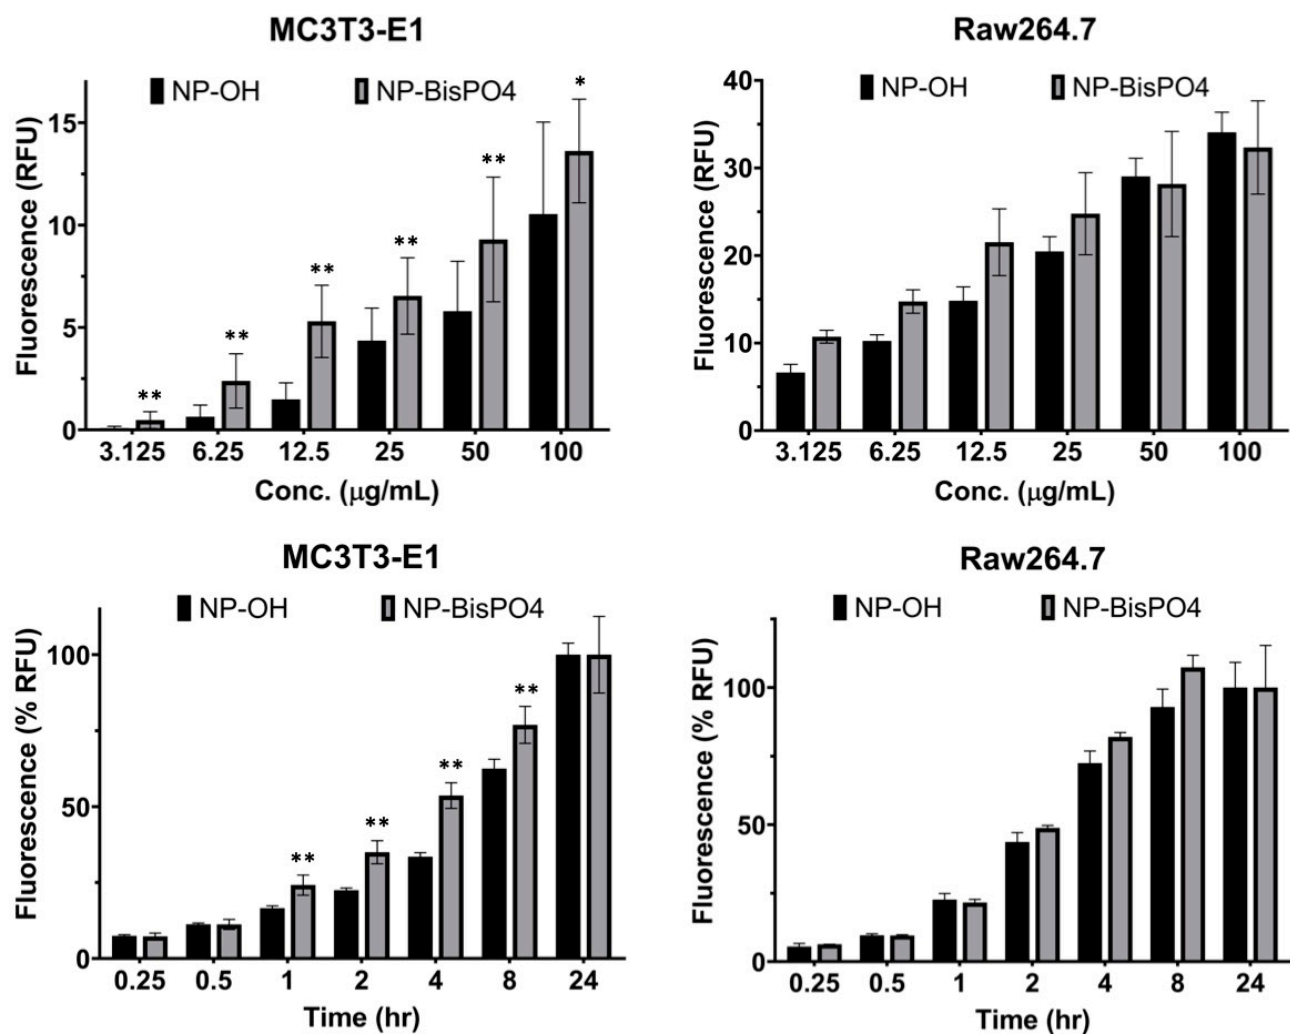 MC3T3-E1
NP-OH NP-BisPO4
Fluorescence (RFU)
15
10
5
0
** ** ** ** ** *
3.125 6.25 12.5 25 50 100
Conc. (μg/mL)
Raw264.7
NP-OH NP-BisPO4
Fluorescence (RFU)
40
30
20
10
0
3.125 6.25 12.5 25 50 100
Conc. (μg/mL)
MC3T3-E1
NP-OH NP-BisPO4
Fluorescence (% RFU)
100
50
0
** ** ** **
0.25 0.5 1 2 4 8 24
Time (hr)
Raw264.7
NP-OH NP-BisPO4
Fluorescence (% RFU)
100
50
0
0.25 0.5 1 2 4 8 24
Time (hr)